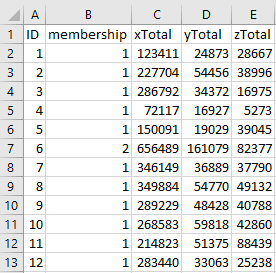 A B C D E
1 ID membership xTotal yTotal zTotal
2 1 1 123411 24873 28667
3 2 1 227704 54456 38996
4 3 1 286792 34372 16975
5 4 1 72117 16927 5273
6 5 1 150091 19029 39045
7 6 2 656489 161079 82377
8 7 1 346149 36889 37790
9 8 1 349884 54770 49132
10 9 1 289229 48428 40788
11 10 1 268583 59818 42860
12 11 1 214823 51375 88439
13 12 1 283440 33063 25238